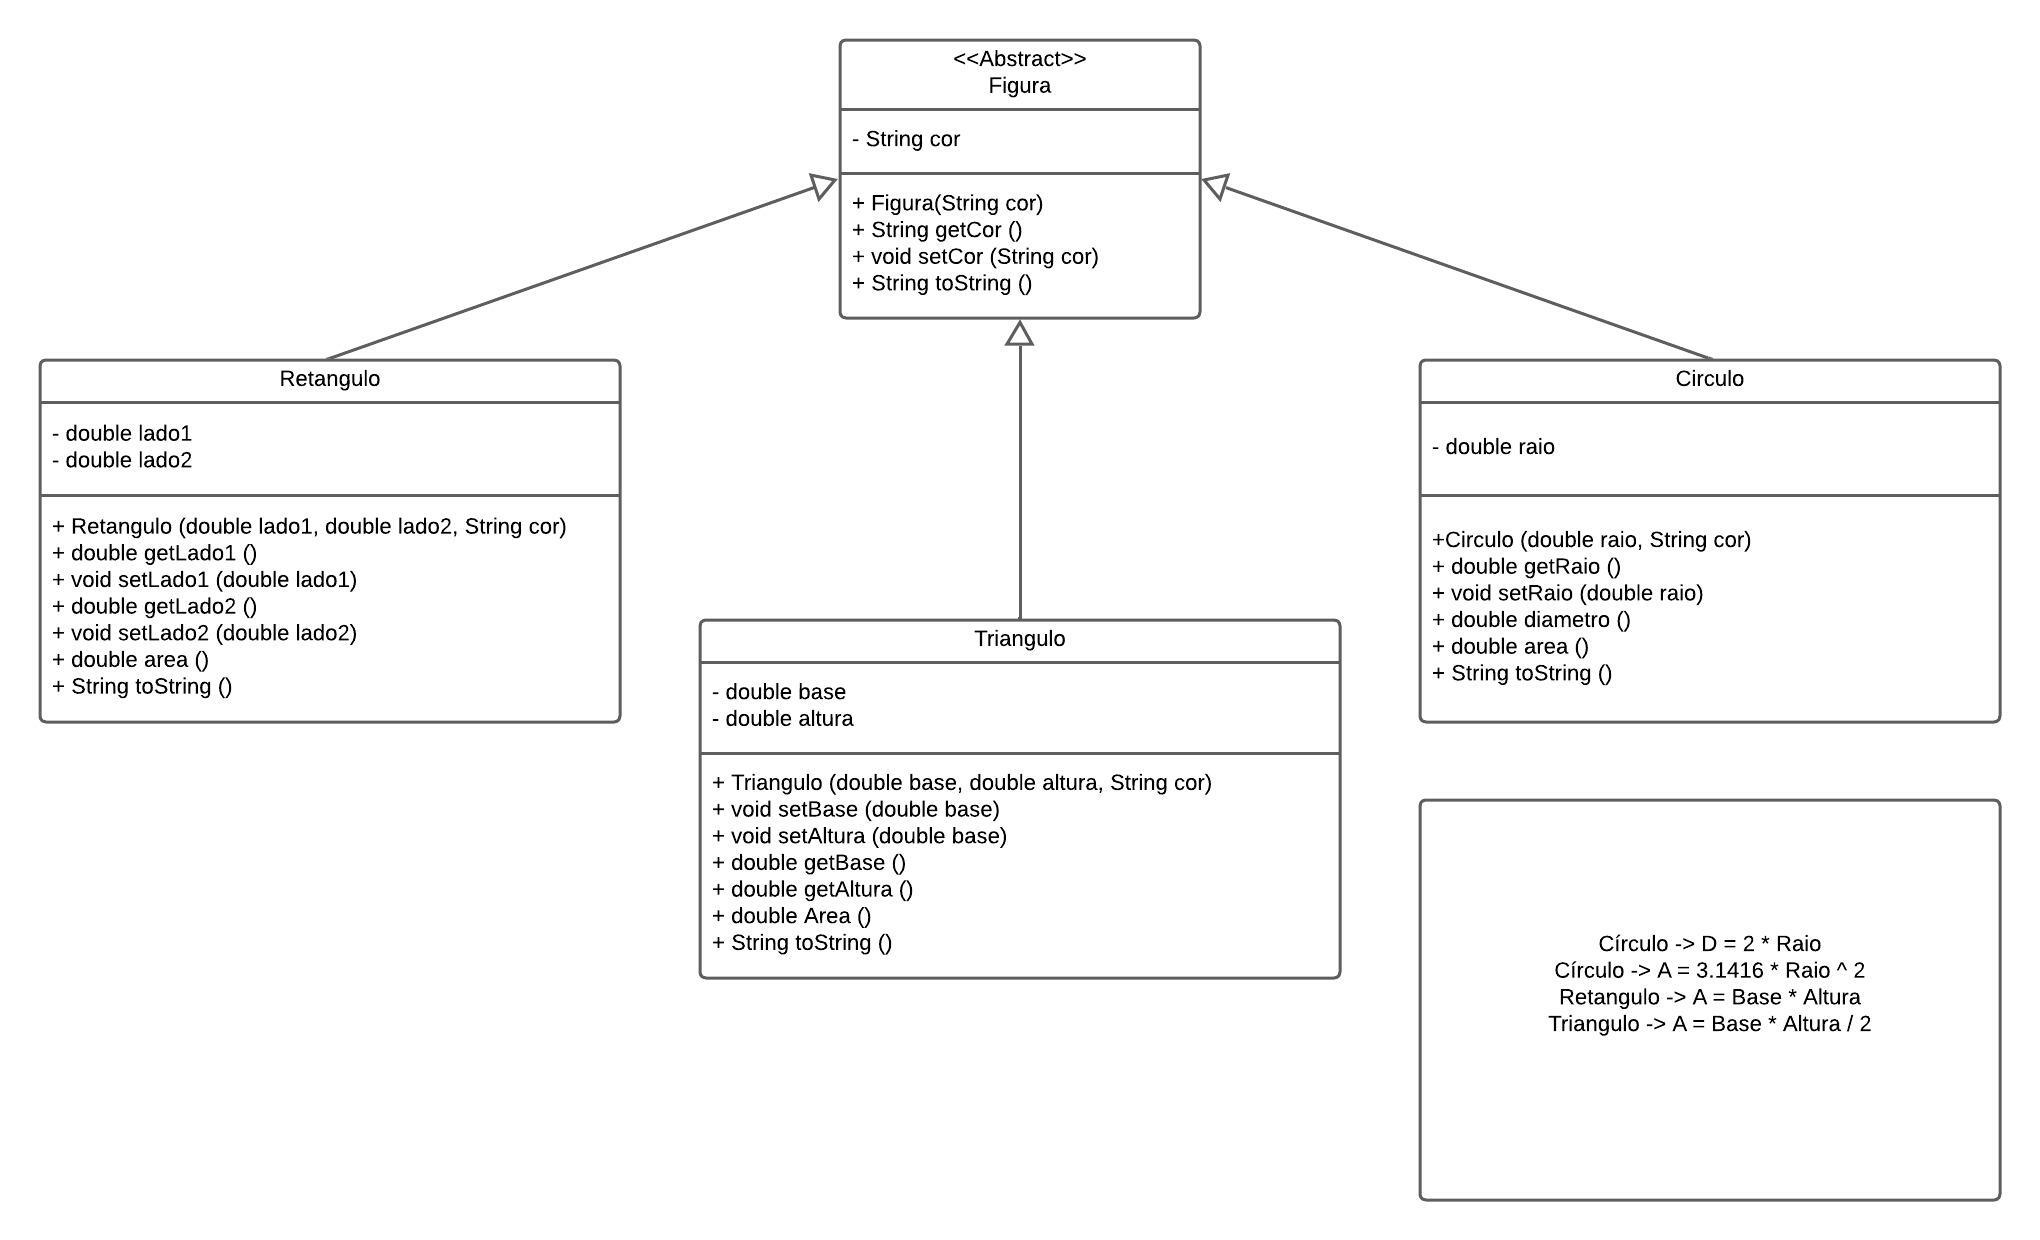 <<Abstract>>
Figura
- String cor
+ Figura(String cor)
+ String getCor ()
+ void setCor (String cor)
+ String toString ()
Retangulo
- double lado1
- double lado2
+ Retangulo (double lado1, double lado2, String cor)
+ double getLado1 ()
+ void setLado1 (double lado1)
+ double getLado2 ()
+ void setLado2 (double lado2)
+ double area ()
+ String toString ()
Triangulo
- double base
- double altura
+ Triangulo (double base, double altura, String cor)
+ void setBase (double base)
+ void setAltura (double base)
+ double getBase ()
+ double getAltura ()
+ double Area ()
+ String toString ()
Circulo
- double raio
+Circulo (double raio, String cor)
+ double getRaio ()
+ void setRaio (double raio)
+ double diametro ()
+ double area ()
+ String toString ()
Círculo -> D = 2 * Raio
Círculo -> A = 3.1416 * Raio ^ 2
Retangulo -> A = Base * Altura
Triangulo -> A = Base * Altura / 2